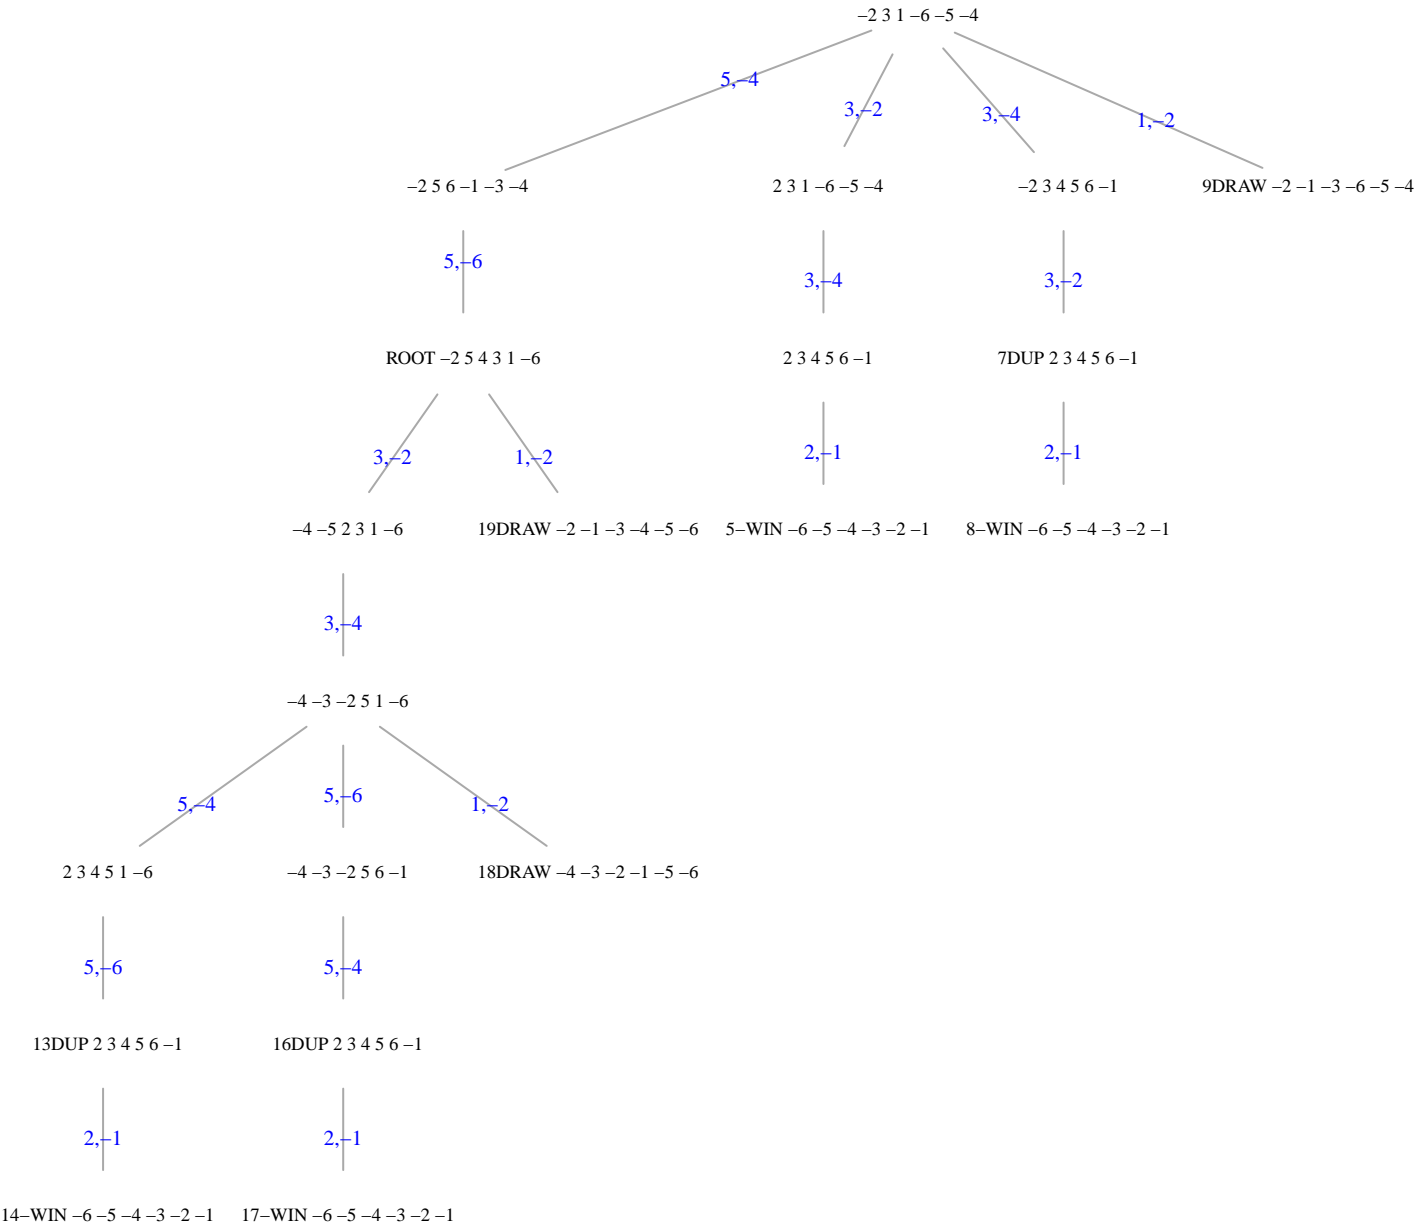 –2 3 1 –6 –5 –4
5,–4
3,–2
3,–4
1,–2
–2 5 6 –1 –3 –4
2 3 1 –6 –5 –4
–2 3 4 5 6 –1
9DRAW –2 –1 –3 –6 –5 –4
5,–6
3,–4
3,–2
ROOT –2 5 4 3 1 –6
2 3 4 5 6 –1
7DUP 2 3 4 5 6 –1
3,–2
1,–2
2,–1
2,–1
–4 –5 2 3 1 –6
19DRAW –2 –1 –3 –4 –5 –6
5–WIN –6 –5 –4 –3 –2 –1
8–WIN –6 –5 –4 –3 –2 –1
3,–4
–4 –3 –2 5 1 –6
5,–4
5,–6
1,–2
2 3 4 5 1 –6
–4 –3 –2 5 6 –1
18DRAW –4 –3 –2 –1 –5 –6
5,–6
5,–4
13DUP 2 3 4 5 6 –1
16DUP 2 3 4 5 6 –1
2,–1
2,–1
14–WIN –6 –5 –4 –3 –2 –1
17–WIN –6 –5 –4 –3 –2 –1